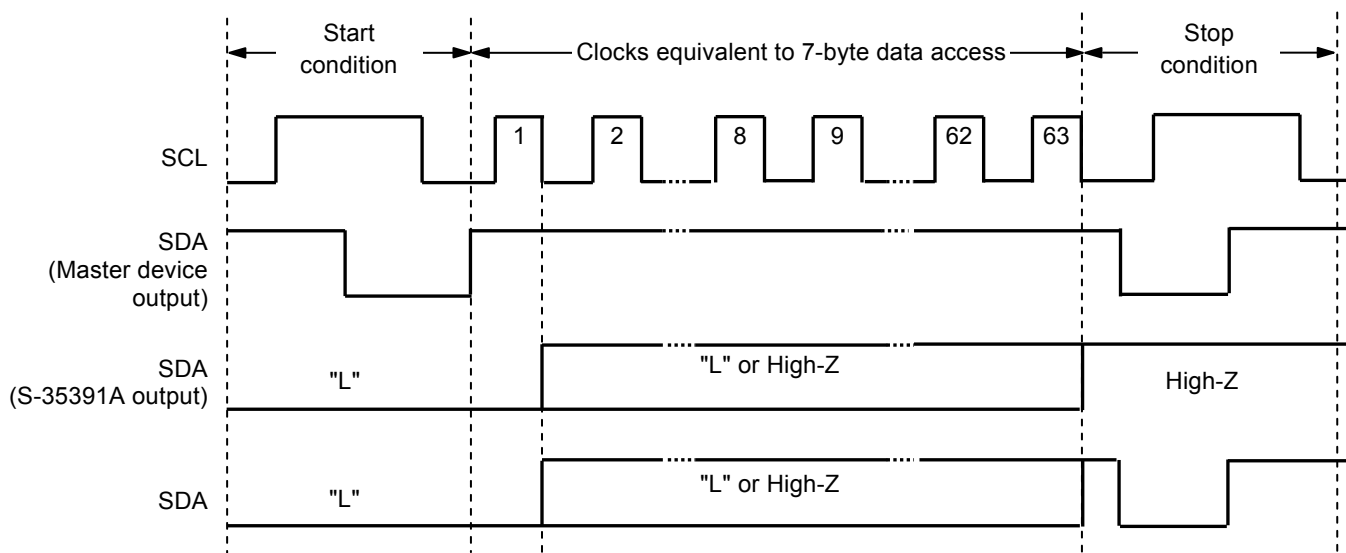 Start
condition
Clocks equivalent to 7-byte data access
Stop
condition
SCL
1
2
8
9
62
63
SDA
(Master device
output)
SDA
(S-35391A output)
"L"
"L" or High-Z
High-Z
SDA
"L"
"L" or High-Z